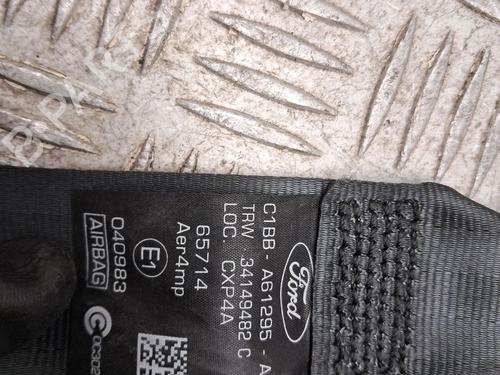 Ford
C1BB-A61295-A
TRW 34149482 C
LOC. CXP4A
65714
Aer4mp
E1
040983
AIRBAG